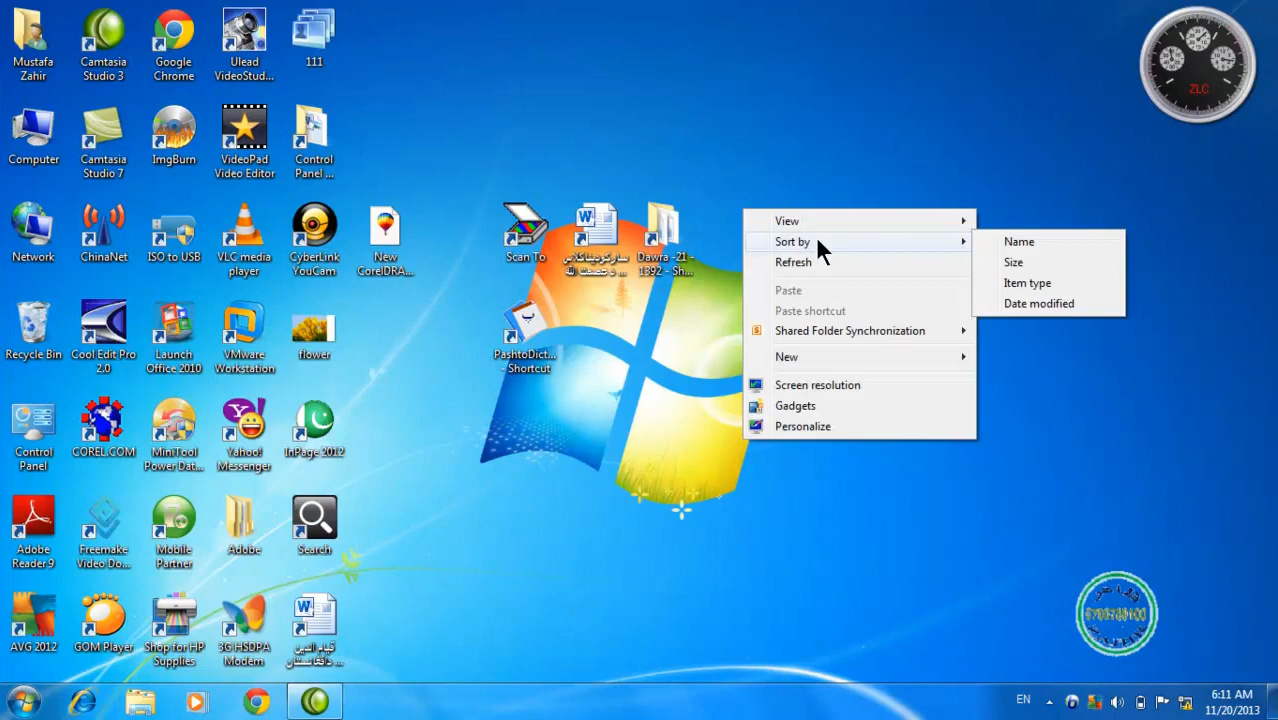 Mustafa
Zahir
Camtasia
Studio 3
Google
Chrome
Ulead
VideoStud...
111
Computer
Camtasia
Studio 7
ImgBurn
VideoPad
Video Editor
Control
Panel ...
Network
ChinaNet
ISO to USB
VLC media
player
CyberLink
YouCam
New
CorelDRA...
Scan To
Dawra -21 -
1392 - Sh...
Recycle Bin
Cool Edit Pro
2.0
Launch
Office 2010
VMware
Workstation
flower
PashtoDict...
- Shortcut
Control
Panel
COREL.COM
MiniTool
Power Dat...
Yahoo!
Messenger
InPage 2012
Adobe
Reader 9
Freemake
Video Do...
Mobile
Partner
Adobe
Search
AVG 2012
GOM Player
Shop for HP
Supplies
3G HSDPA
Modem
View
Sort by
Refresh
Paste
Paste shortcut
Shared Folder Synchronization
New
Screen resolution
Gadgets
Personalize
Name
Size
Item type
Date modified
ZLC
EN
6:11 AM
11/20/2013